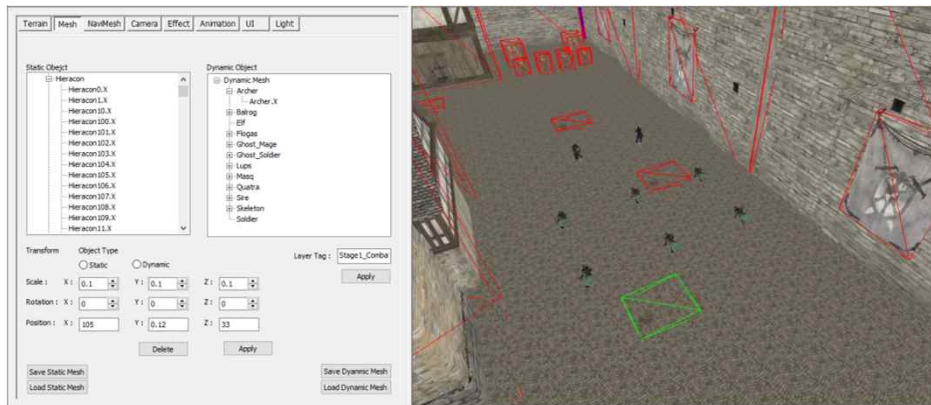 Terrain Mesh NaviMesh Camera Effect Animation UI Light
Static Obejct
Hieracon
Hieracon0.X
Hieracon1.X
Hieracon10.X
Hieracon100.X
Hieracon101.X
Hieracon102.X
Hieracon103.X
Hieracon104.X
Hieracon105.X
Hieracon106.X
Hieracon107.X
Hieracon108.X
Hieracon109.X
Hieracon11.X
Dynamic Object
Dynamic Mesh
Archer
Archer.X
Balrog
Elf
Flogas
Ghost_Mage
Ghost_Soldier
Lups
Masq
Quatra
Sire
Skeleton
Soldier
Transform Object Type
Static Dynamic
Layer Tag : Stage1_Comba
Apply
Scale : X : 0.1 Y : 0.1 Z : 0.1
Rotation : X : 0 Y : 0 Z : 0
Position : X : 105 Y : 0.12 Z : 33
Delete Apply
Save Static Mesh Save Dyanmic Mesh
Load Static Mesh Load Dynamic Mesh